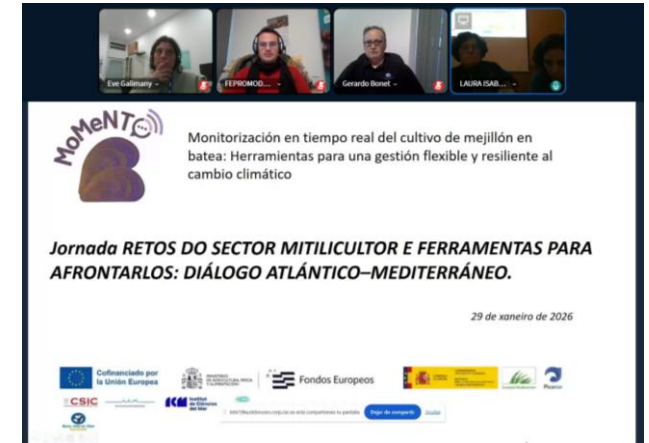 Eve Galimany
FEPROMOD...
Gerardo Bonet
LAURA ISAB...
MoMeNTO
Monitorización en tiempo real del cultivo de mejillón en
batea: Herramientas para una gestión flexible y resiliente al
cambio climático
Jornada RETOS DO SECTOR MITILICULTOR E FERRAMENTAS PARA
AFRONTARLOS: DIÁLOGO ATLÁNTICO–MEDITERRÁNEO.
29 de xaneiro de 2026
Cofinanciado por
la Unión Europea
Fondos Europeos
CSIC
ICM
Institut
de Ciències
del Mar
Dejar de compartir
Ocultar